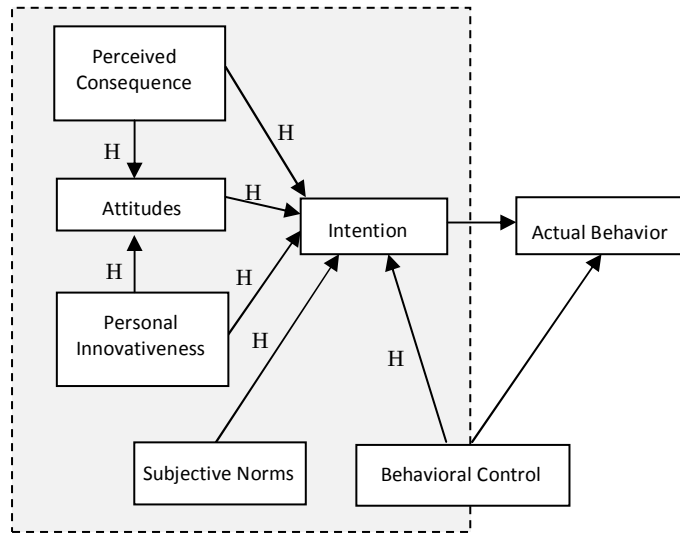 Perceived
Consequence
H
H
Attitudes
H
Intention
Actual Behavior
H
H
Personal
Innovativeness
H
H
Subjective Norms
Behavioral Control